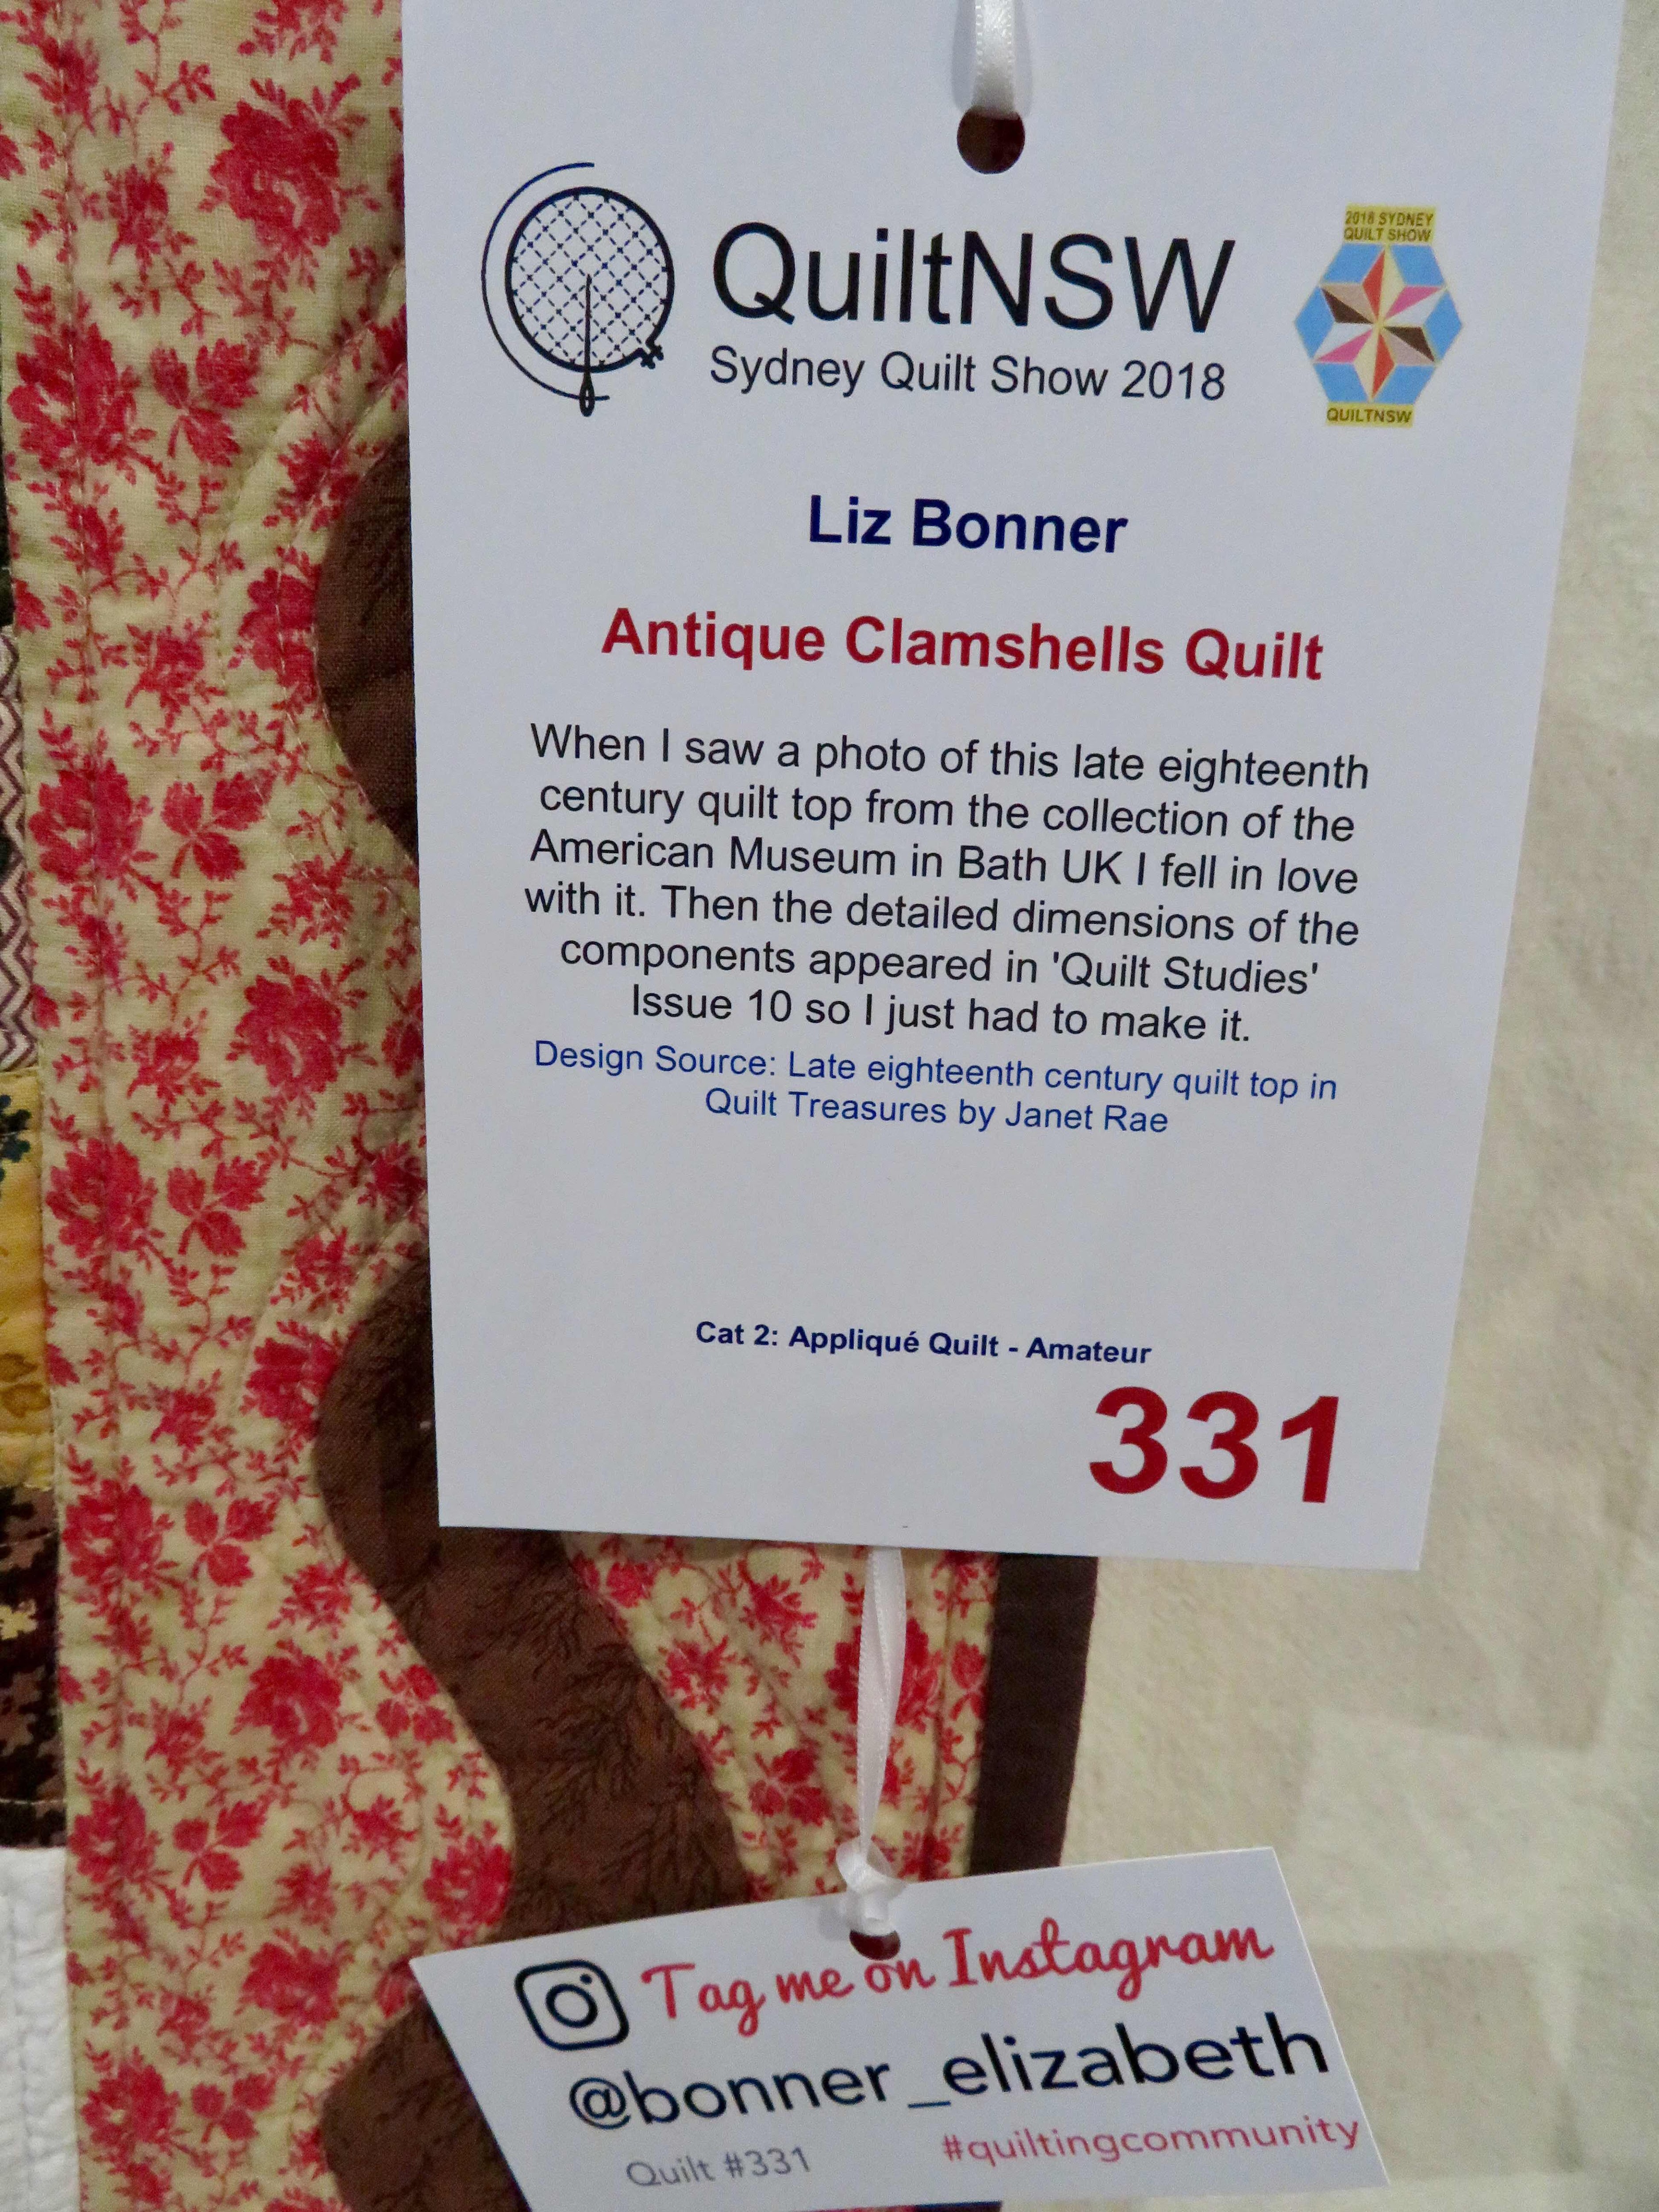 QuiltNSW
Sydney Quilt Show 2018
2018 SYDNEY
QUILT SHOW
QUILTNSW
Liz Bonner
Antique Clamshells Quilt
When I saw a photo of this late eighteenth
century quilt top from the collection of the
American Museum in Bath UK I fell in love
with it. Then the detailed dimensions of the
components appeared in 'Quilt Studies'
Issue 10 so I just had to make it.
Design Source: Late eighteenth century quilt top in
Quilt Treasures by Janet Rae
Cat 2: Appliqué Quilt - Amateur
331
Tag me on Instagram
@bonner_elizabeth
Quilt #331 #quiltingcommunity